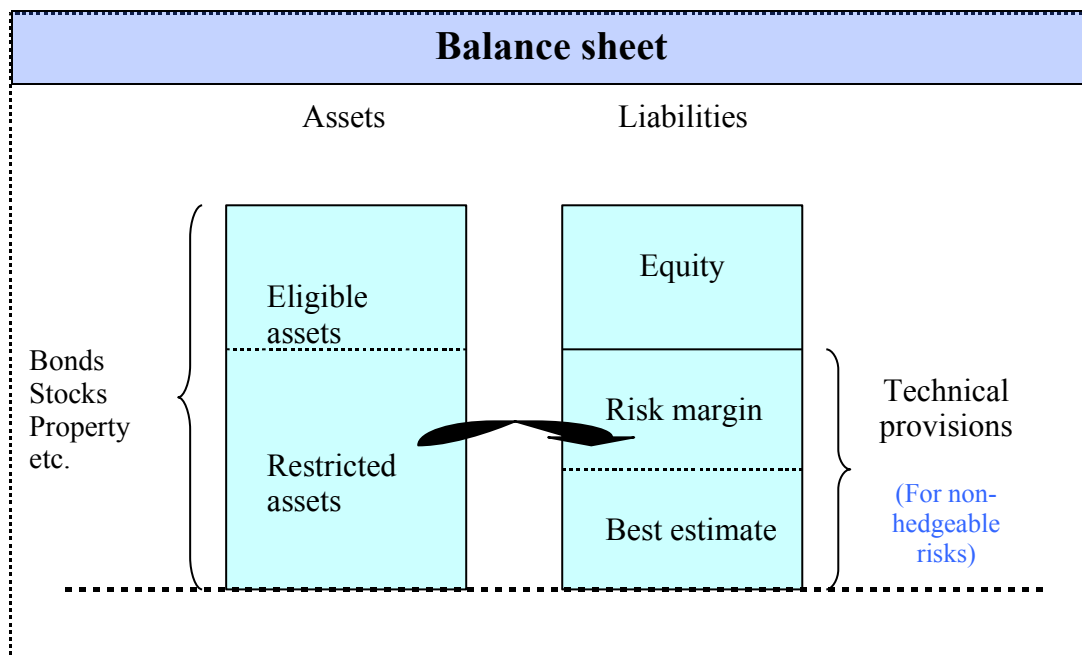 Balance sheet
Assets
Liabilities
Eligible
assets
Restricted
assets
Bonds
Stocks
Property
etc.
Equity
Risk margin
Best estimate
Technical
provisions
(For non-
hedgeable
risks)